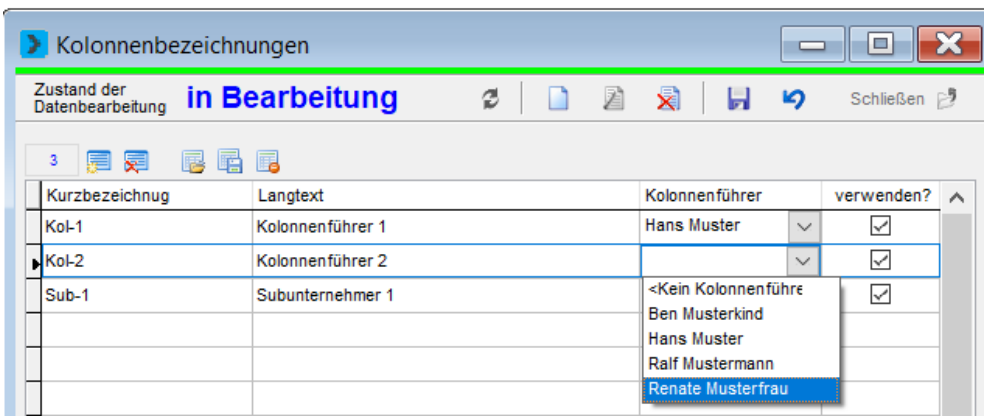 Kolonnenbezeichnungen
Zustand der
Datenbearbeitung in Bearbeitung Schließen
3
Kurzbezeichnug Langtext Kolonnenführer verwenden?
Kol-1 Kolonnenführer 1 Hans Muster
Kol-2 Kolonnenführer 2
Sub-1 Subunternehmer 1
<Kein Kolonnenführe
Ben Musterkind
Hans Muster
Ralf Mustermann
Renate Musterfrau